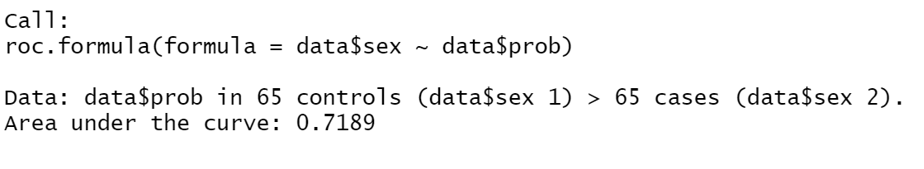 Call:
roc.formula(formula = data$sex ~ data$prob)
Data: data$prob in 65 controls (data$sex 1) > 65 cases (data$sex 2).
Area under the curve: 0.7189